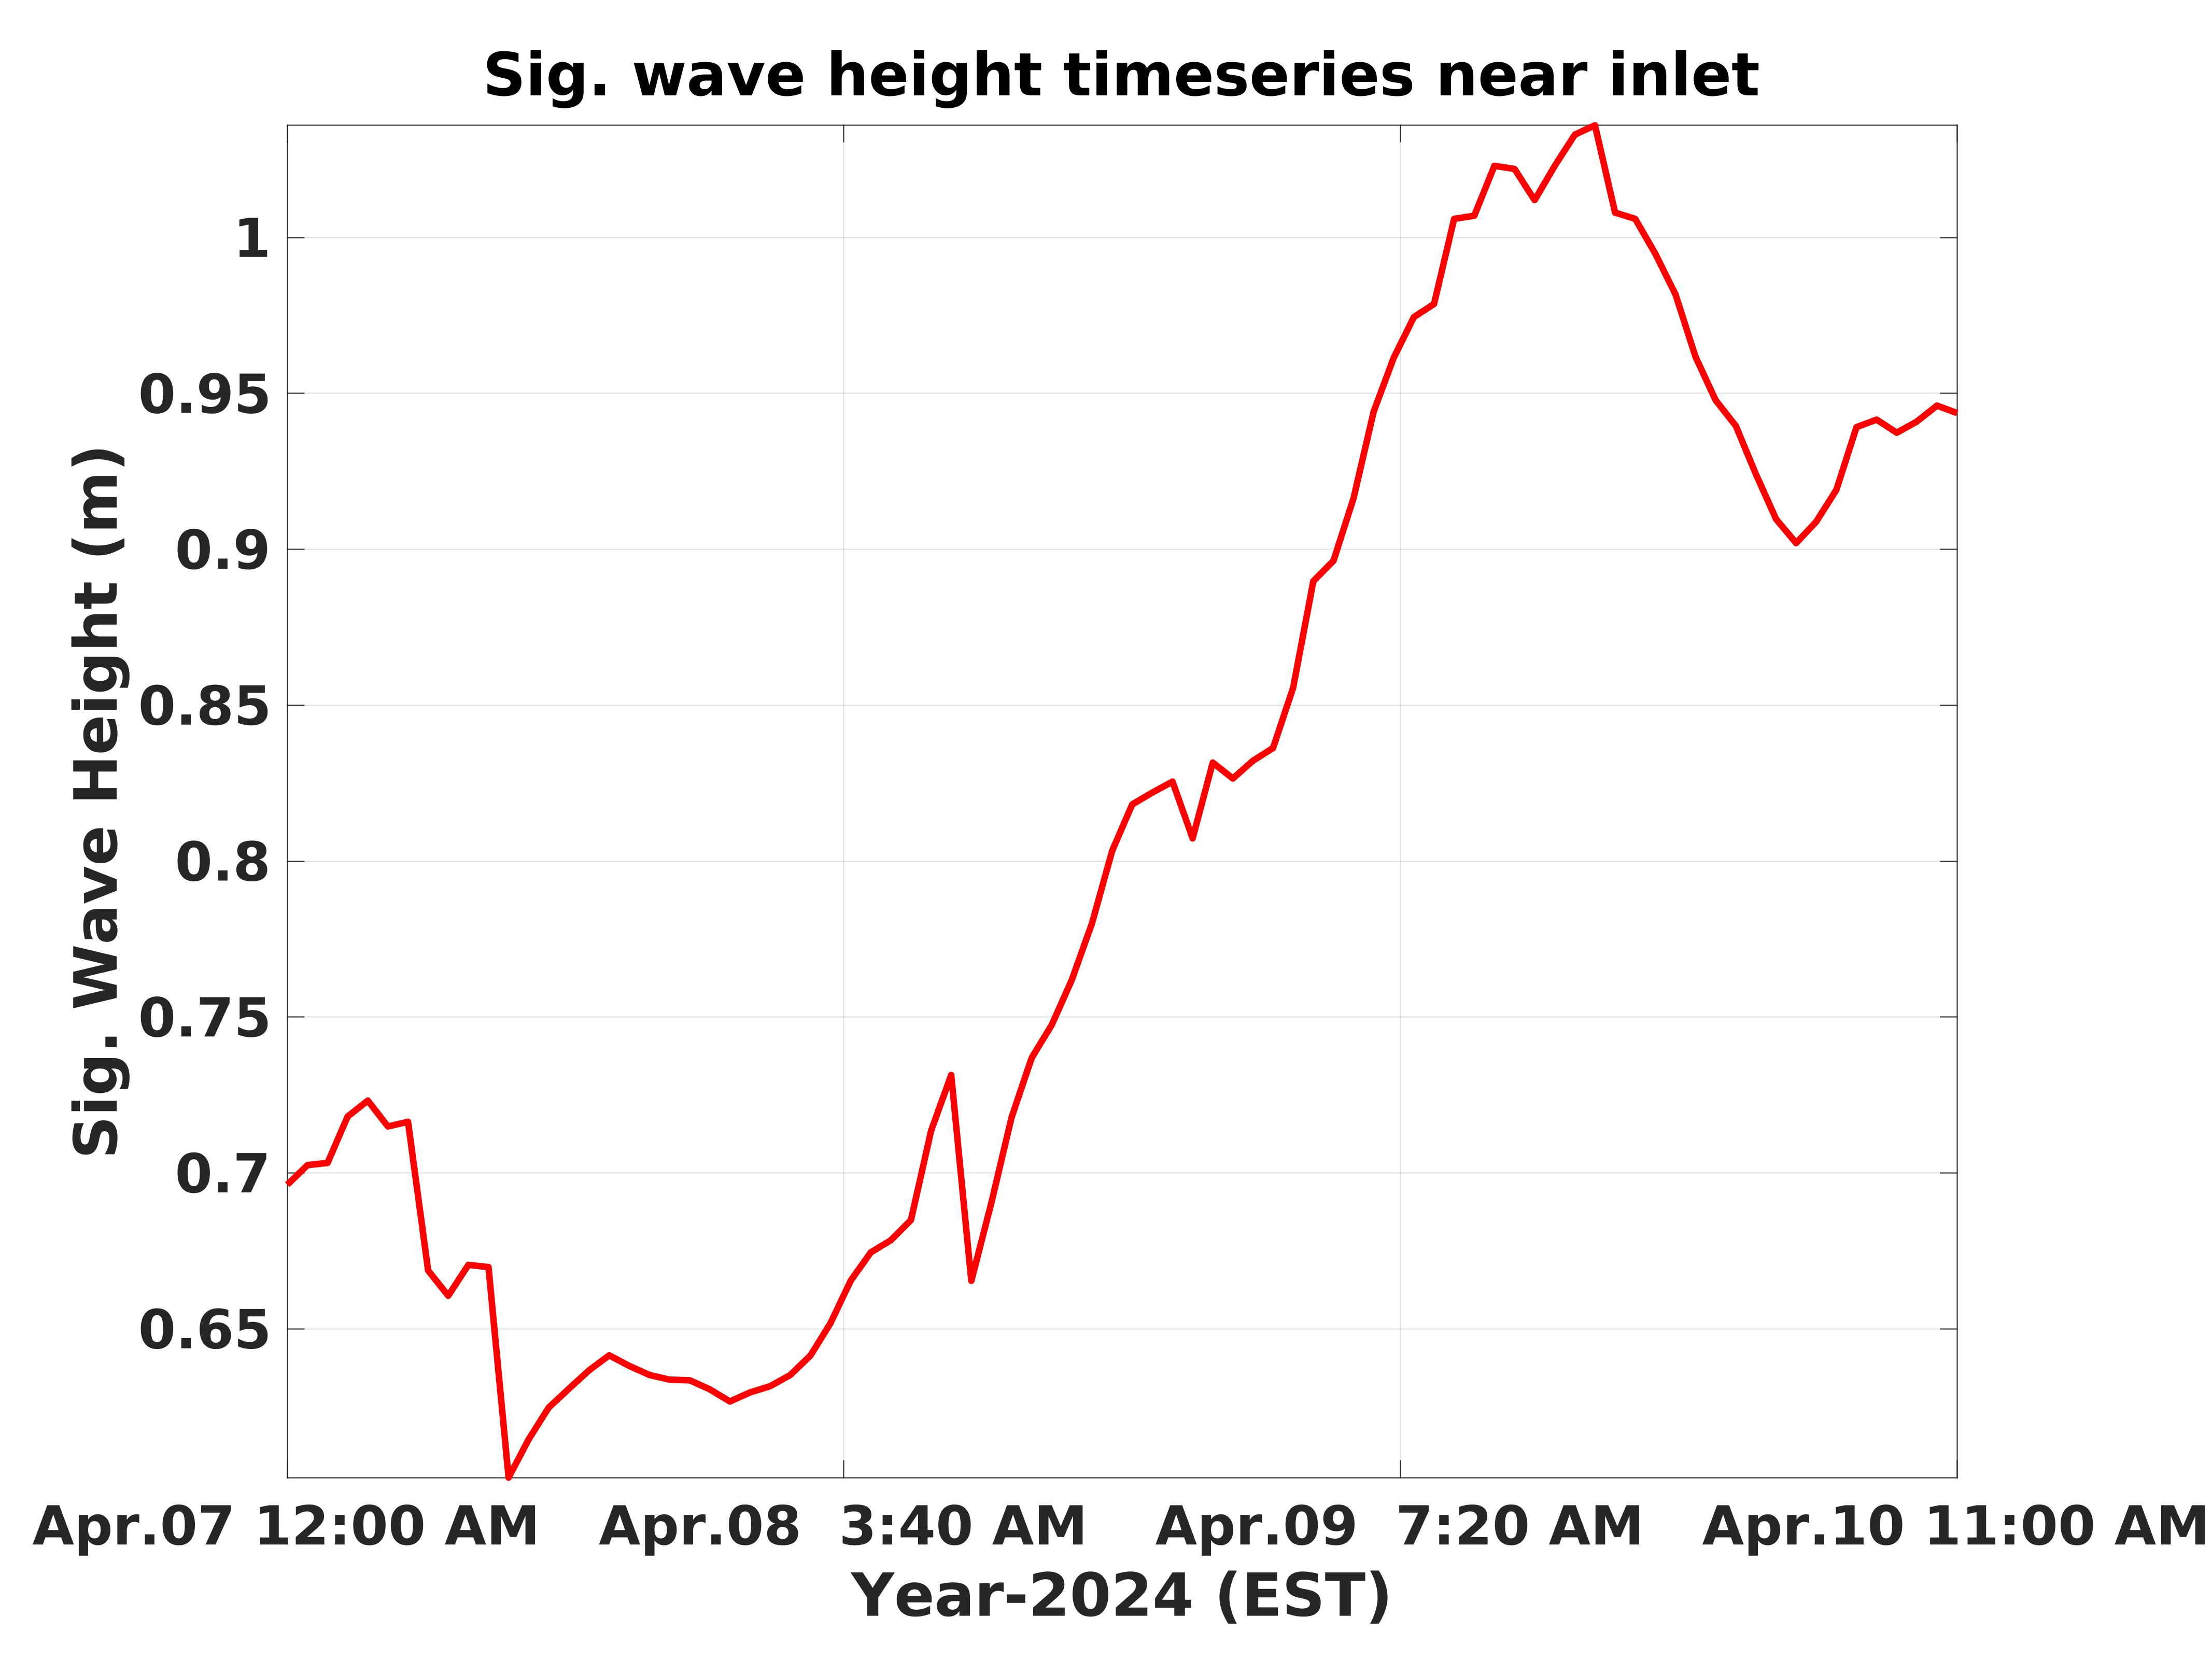 Sig. wave height timeseries near inlet
Sig. Wave Height (m)
1
0.95
0.9
0.85
0.8
0.75
0.7
0.65
Apr.07 12:00 AM Apr.08 3:40 AM Apr.09 7:20 AM Apr.10 11:00 AM
Year-2024 (EST)